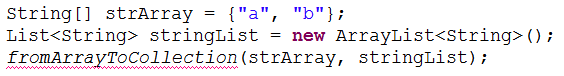 String[] strArray = {"a", "b"};
List<String> stringList = new ArrayList<String>();
fromArrayToCollection(strArray, stringList);